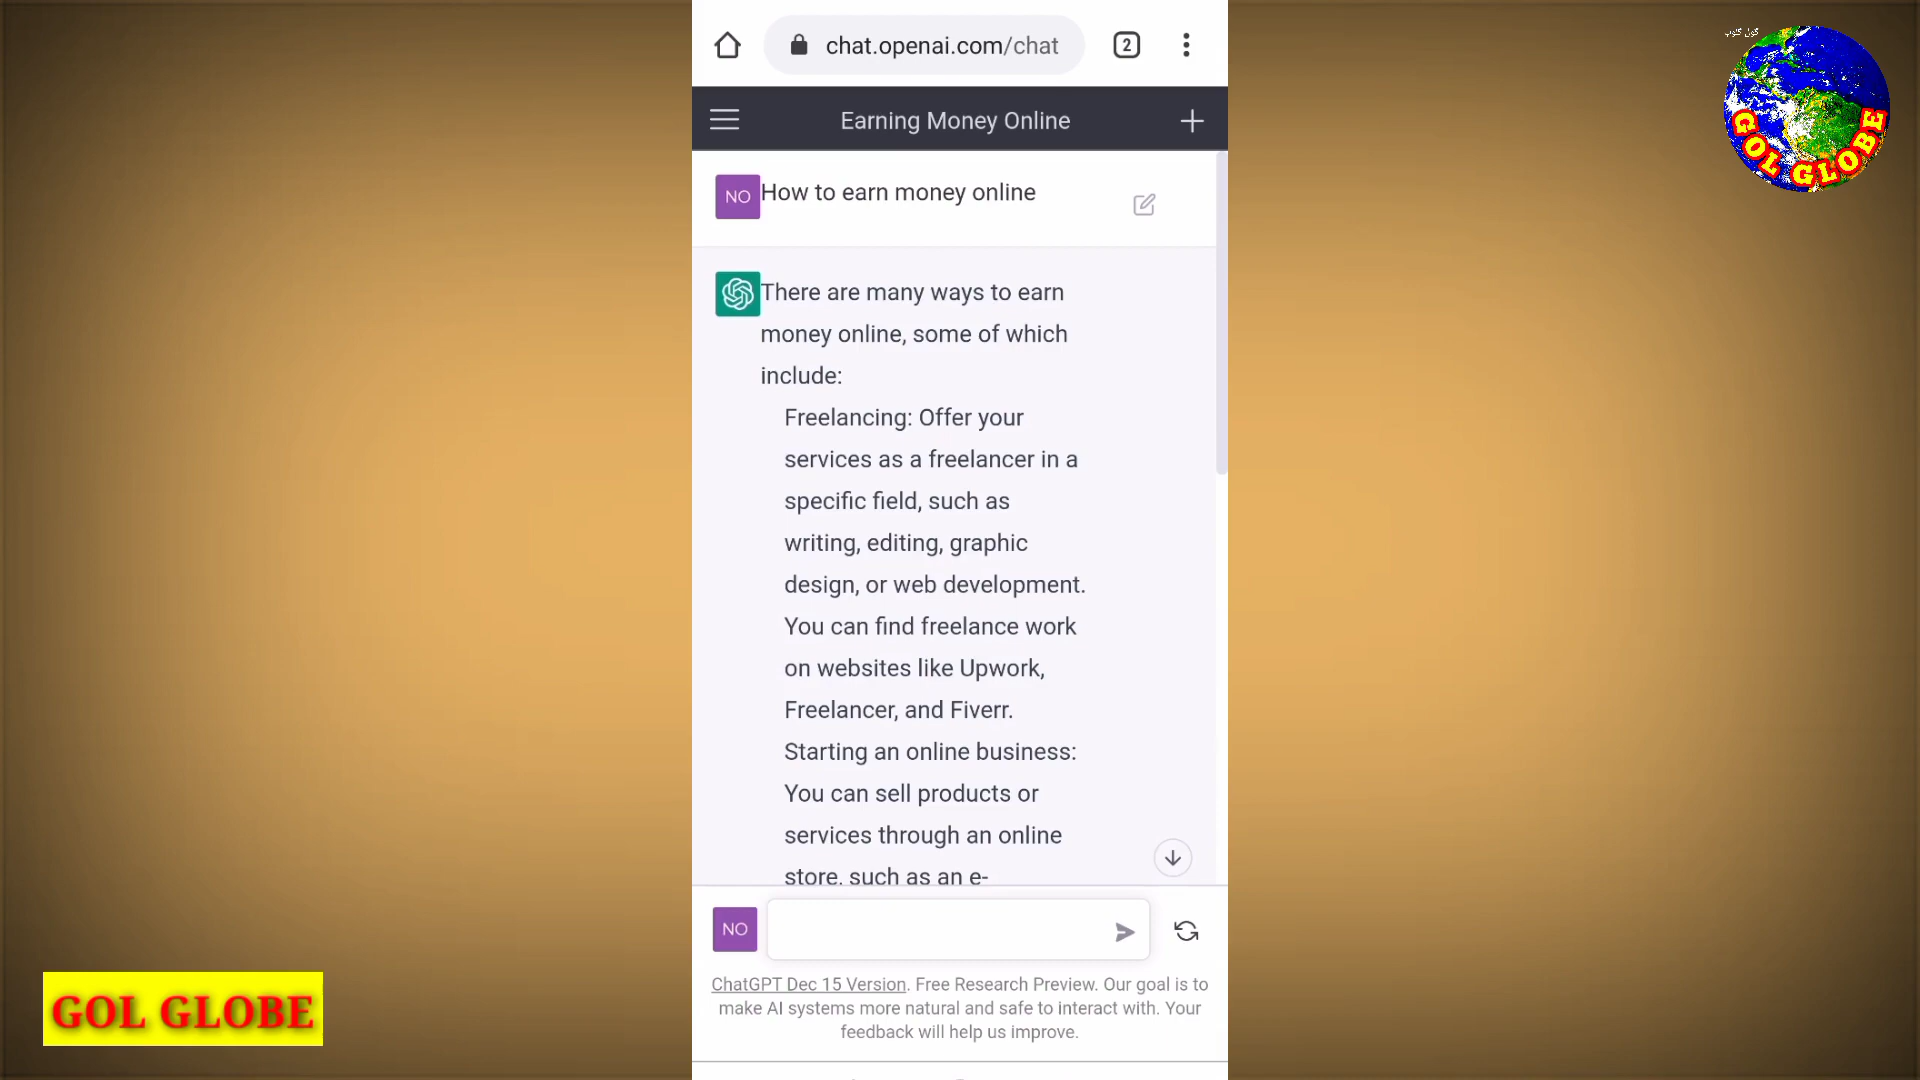 2
chat.openai.com/chat
گول گلوب
GOL GLOBE
Earning Money Online
NO
How to earn money online
There are many ways to earn
money online, some of which
include:
Freelancing: Offer your
services as a freelancer in a
specific field, such as
writing, editing, graphic
design, or web development.
You can find freelance work
on websites like Upwork,
Freelancer, and Fiverr.
Starting an online business:
You can sell products or
services through an online
store, such as an e-
NO
ChatGPT Dec 15 Version. Free Research Preview. Our goal is to
make AI systems more natural and safe to interact with. Your
feedback will help us improve.
GOL GLOBE